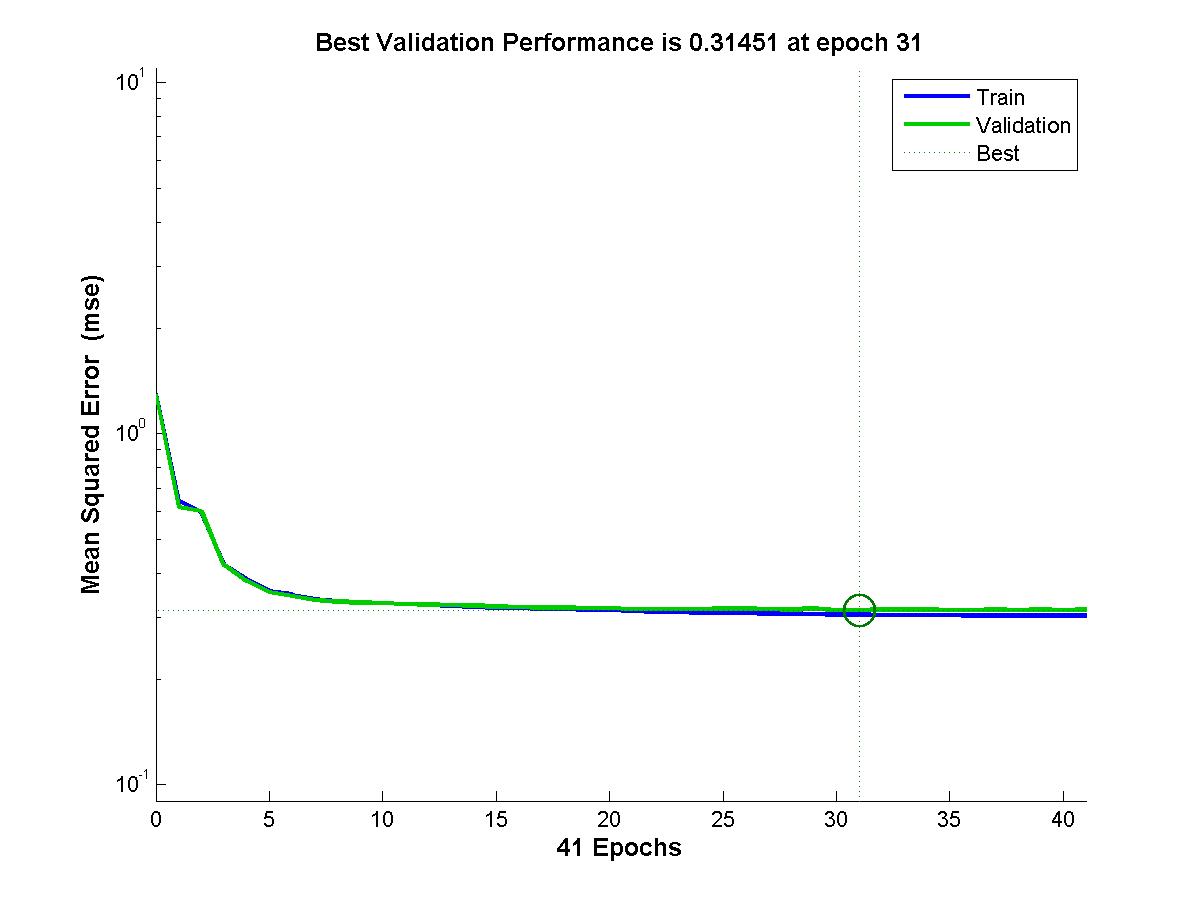 Best Validation Performance is 0.31451 at epoch 31
Train
Validation
Best
Mean Squared Error (mse)
10^1
10^0
10^-1
0 5 10 15 20 25 30 35 40
41 Epochs